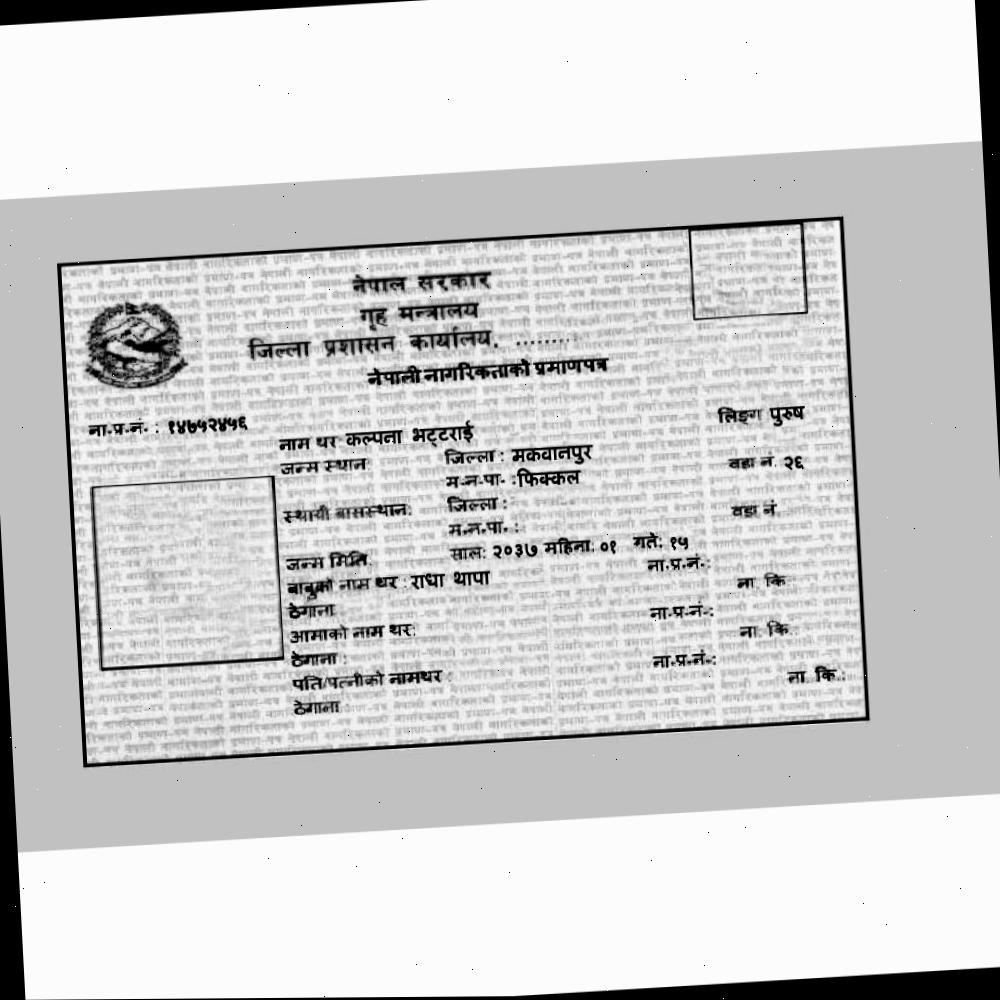 नेपाल सरकार
गृह मन्त्रालय
जिल्ला प्रशासन कार्यालय, ........
नेपाली नागरिकताको प्रमाणपत्र
ना.प्र.नं. : १४७५२४५६
लिङ्ग पुरुष
नाम थर कल्पना भट्टराई
जन्म स्थान जिल्ला : मकवानपुर
म.न.पा. :फिक्कल वडा नं. २६
स्थायी बासस्थान: जिल्ला :
म.न.पा. : वडा नं.
जन्म मिति: साल: २०३७ महिना: ०१ गते: १५
बाबुको नाम थर : राधा थापा ना.प्र.नं.:
ठेगाना ना. कि.
आमाको नाम थर: ना.प्र.नं.:
ठेगाना : ना. कि.:
पति/पत्नीको नामथर : ना.प्र.नं.:
ठेगाना : ना. कि.: